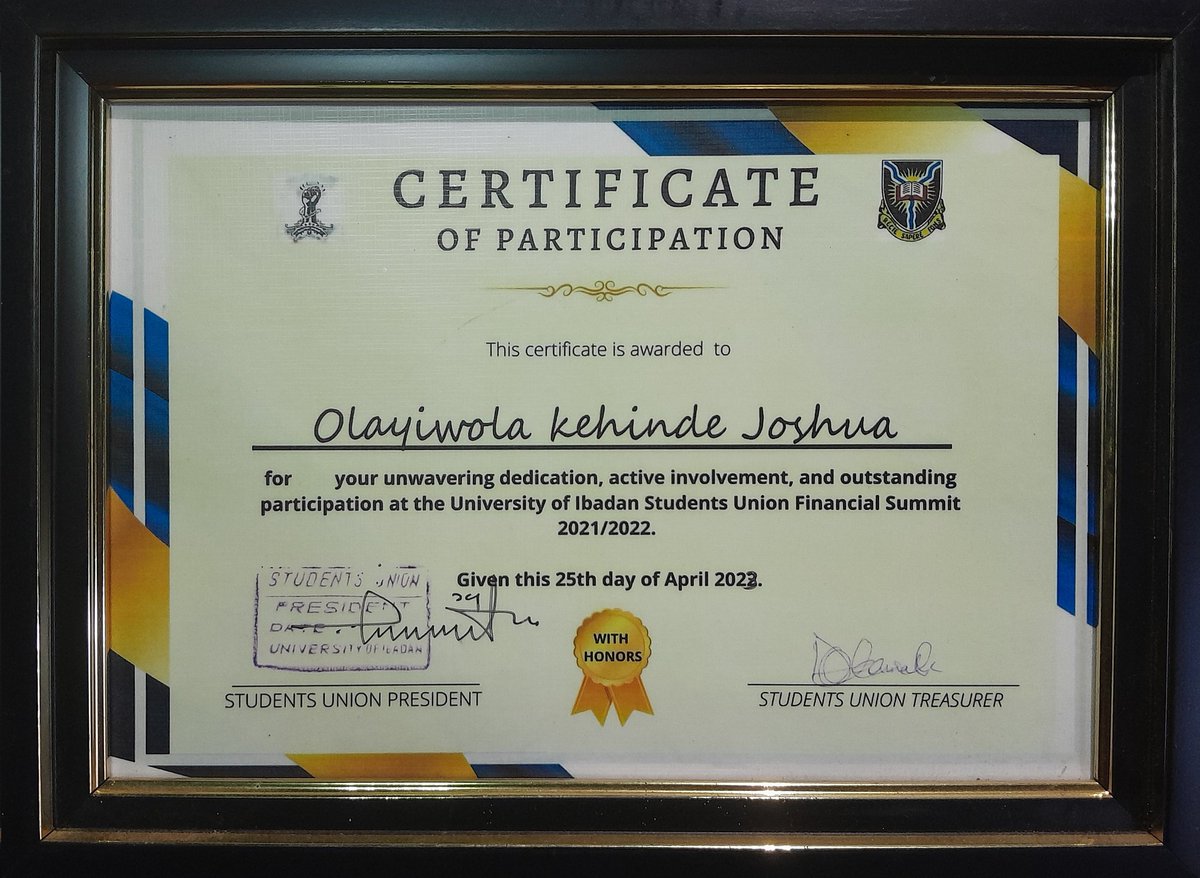 CERTIFICATE
OF PARTICIPATION
This certificate is awarded to
Olayiwola kehinde Joshua
for your unwavering dedication, active involvement, and outstanding
participation at the University of Ibadan Students Union Financial Summit
2021/2022.
Given this 25th day of April 2023.
STUDENTS UNION
PRESIDENT
DATE
UNIVERSITY OF IBADAN
WITH
HONORS
STUDENTS UNION PRESIDENT
STUDENTS UNION TREASURER